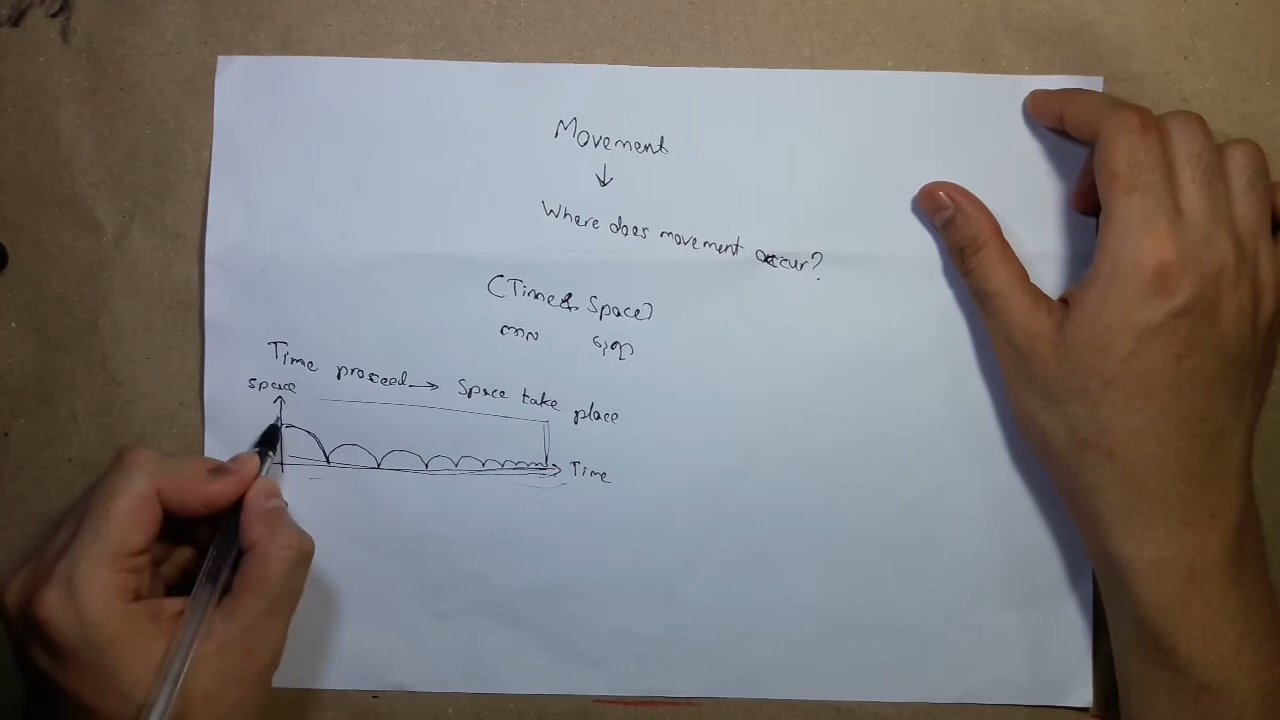 Movement
↓
Where does movement occur?
(Time & Space)
Time proceed → Space take place
space
Time